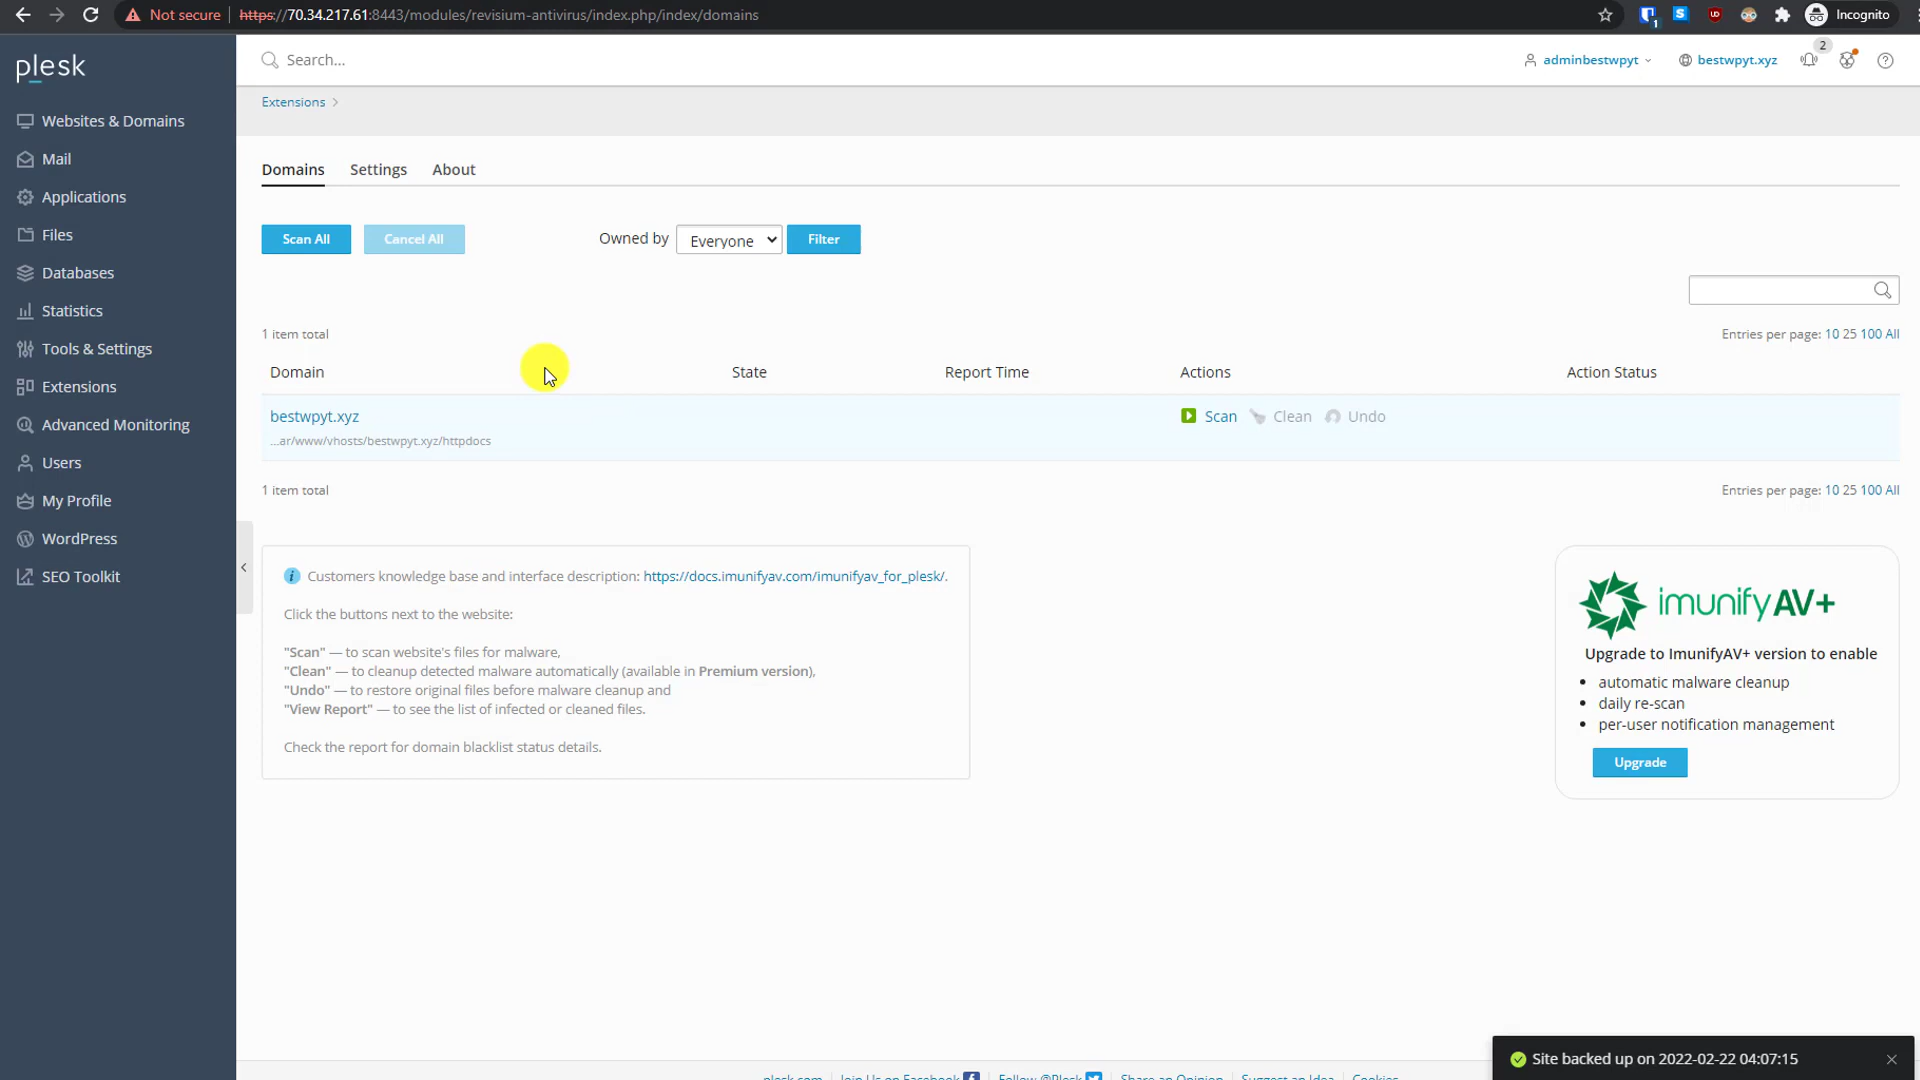 Not secure https://70.34.217.61:8443/modules/revisium-antivirus/index.php/index/domains
1
UD
Incognito
plesk
Search...
adminbestwpyt
bestwpyt.xyz
2
Websites & Domains
Mail
Applications
Files
Databases
Statistics
Tools & Settings
Extensions
Advanced Monitoring
Users
My Profile
WordPress
SEO Toolkit
Extensions
Domains Settings About
Scan All Cancel All Owned by Everyone Filter
1 item total Entries per page: 10 25 100 All
Domain State Report Time Actions Action Status
bestwpyt.xyz Scan Clean Undo
...ar/www/vhosts/bestwpyt.xyz/httpdocs
1 item total Entries per page: 10 25 100 All
Customers knowledge base and interface description: https://docs.imunifyav.com/imunifyav_for_plesk/.
Click the buttons next to the website:
"Scan" — to scan website's files for malware,
"Clean" — to cleanup detected malware automatically (available in Premium version),
"Undo" — to restore original files before malware cleanup and
"View Report" — to see the list of infected or cleaned files.
Check the report for domain blacklist status details.
imunifyAV+
Upgrade to ImunifyAV+ version to enable
• automatic malware cleanup
• daily re-scan
• per-user notification management
Upgrade
Site backed up on 2022-02-22 04:07:15
plesk.com Join Us on Facebook Follow @Plesk Share an Opinion Suggest an Idea Cookies